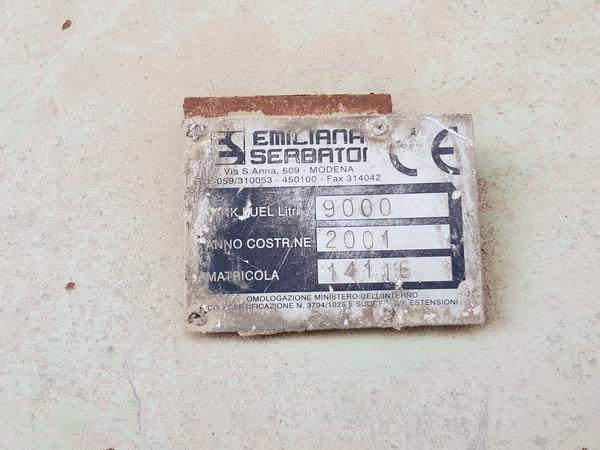 EMILIANA
SERBATOI
Via S.Anna, 609 - MODENA
059/310053 - 450100 - Fax 314042
FUEL Litri 9000
ANNO COSTR.NE 2001
MATRICOLA 14116
OMOLOGAZIONE MINISTERO DELL'INTERNO
CERTIFICAZIONE N. 3704/1025 E ESTENSIONI
CE